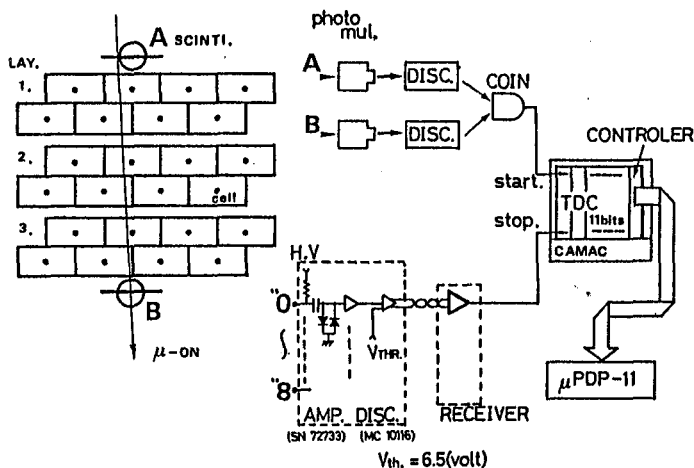 A SCINTI.
LAY.
1.
2.
cell
3.
B
μ-ON
photo
mul.
A
DISC.
COIN
B
DISC.
CONTROLER
start.
TDC
11bits
stop.
CAMAC
H.V
"0
VTHR.
"8
AMP. DISC.
(SN 72733) (MC 10116)
RECEIVER
μPDP-11
Vth. = 6.5(volt)